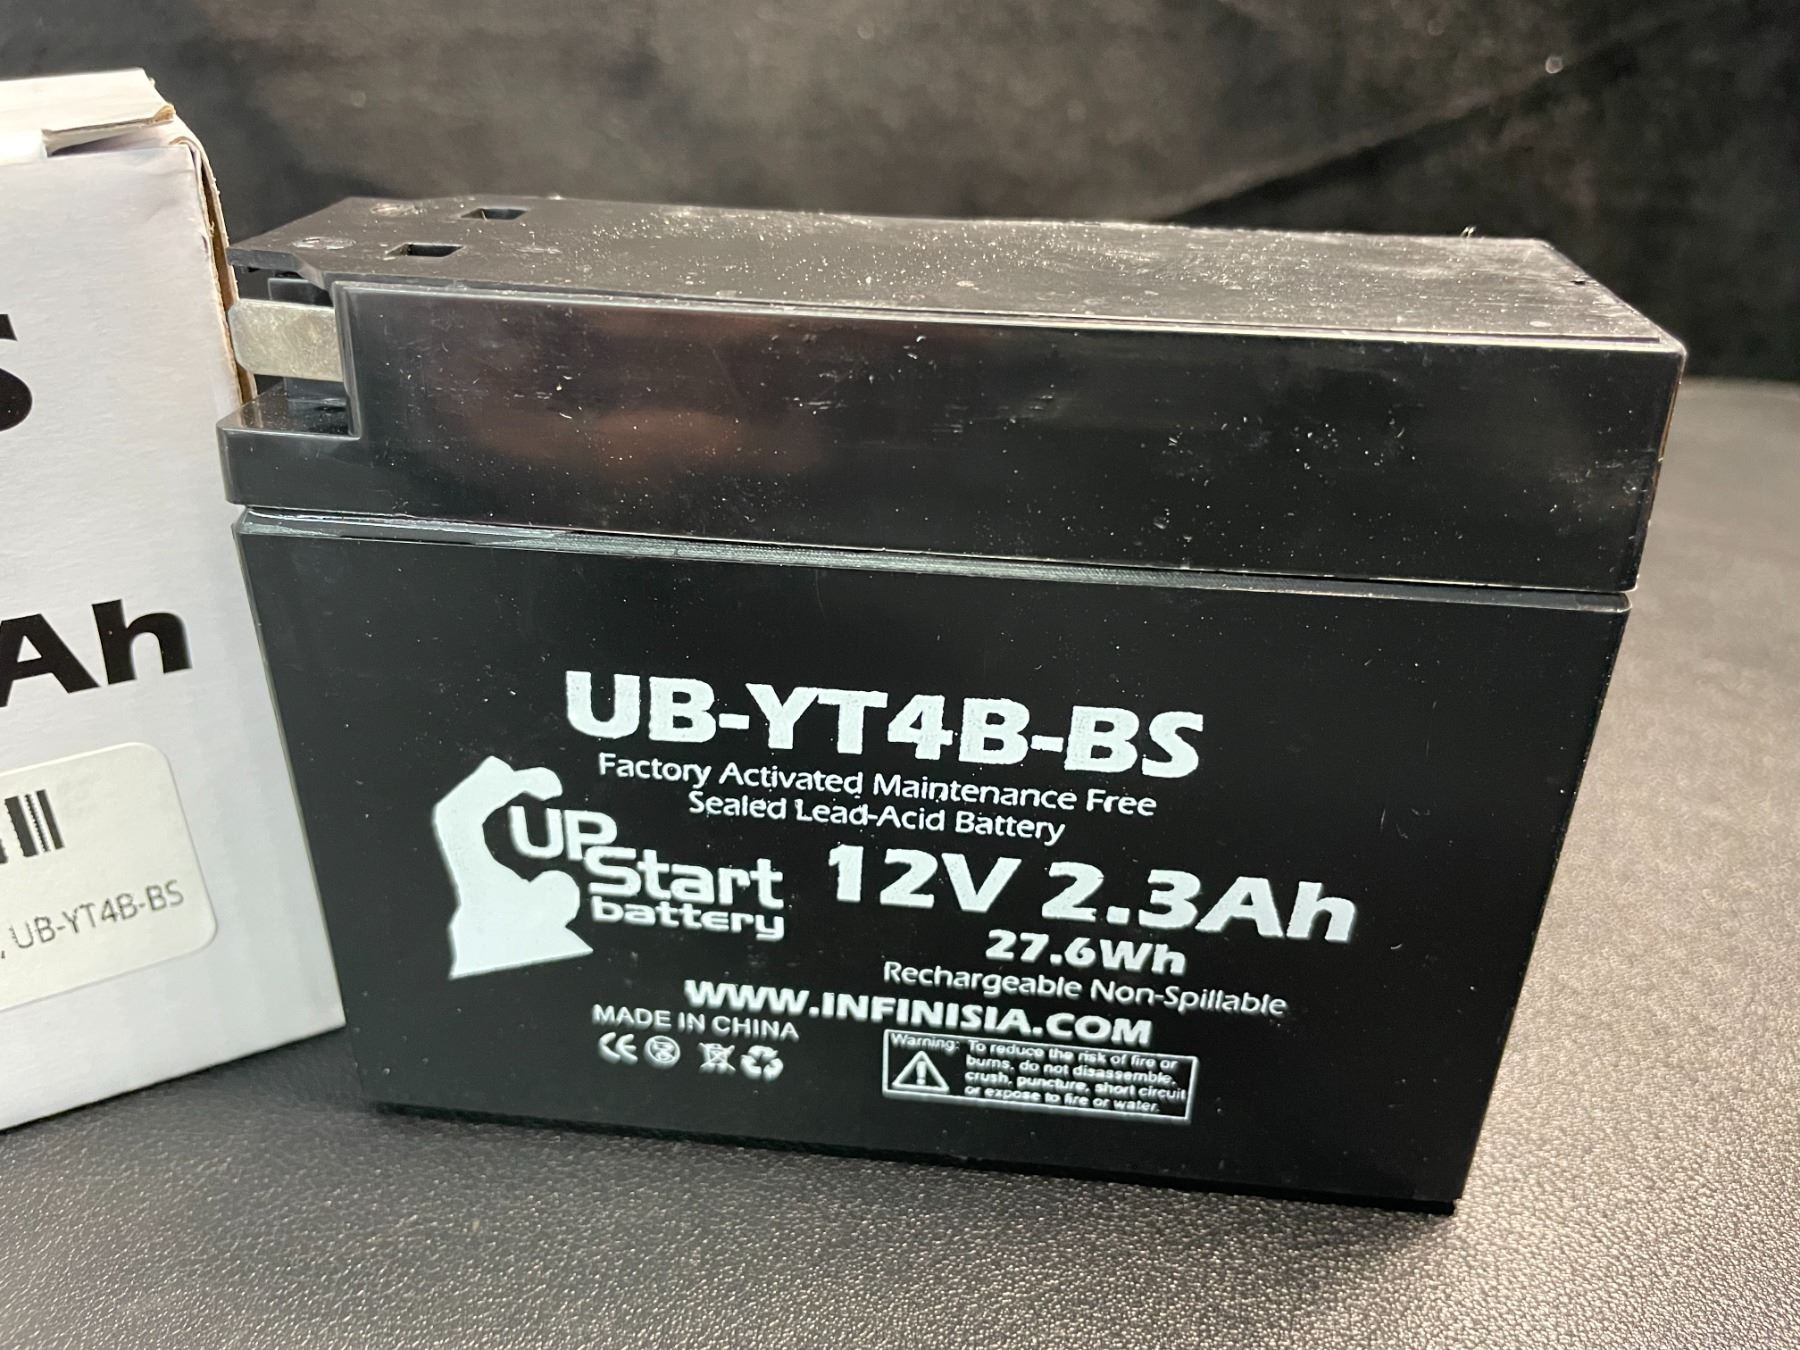 S
Ah
, UB-YT4B-BS
UB-YT4B-BS
Factory Activated Maintenance Free
Sealed Lead-Acid Battery
UPStart
battery
12V 2.3Ah
27.6Wh
Rechargeable Non-Spillable
WWW.INFINISIA.COM
MADE IN CHINA
CE
Warning: To reduce the risk of fire or
burns, do not disassemble,
crush, puncture, short circuit
or expose to fire or water.